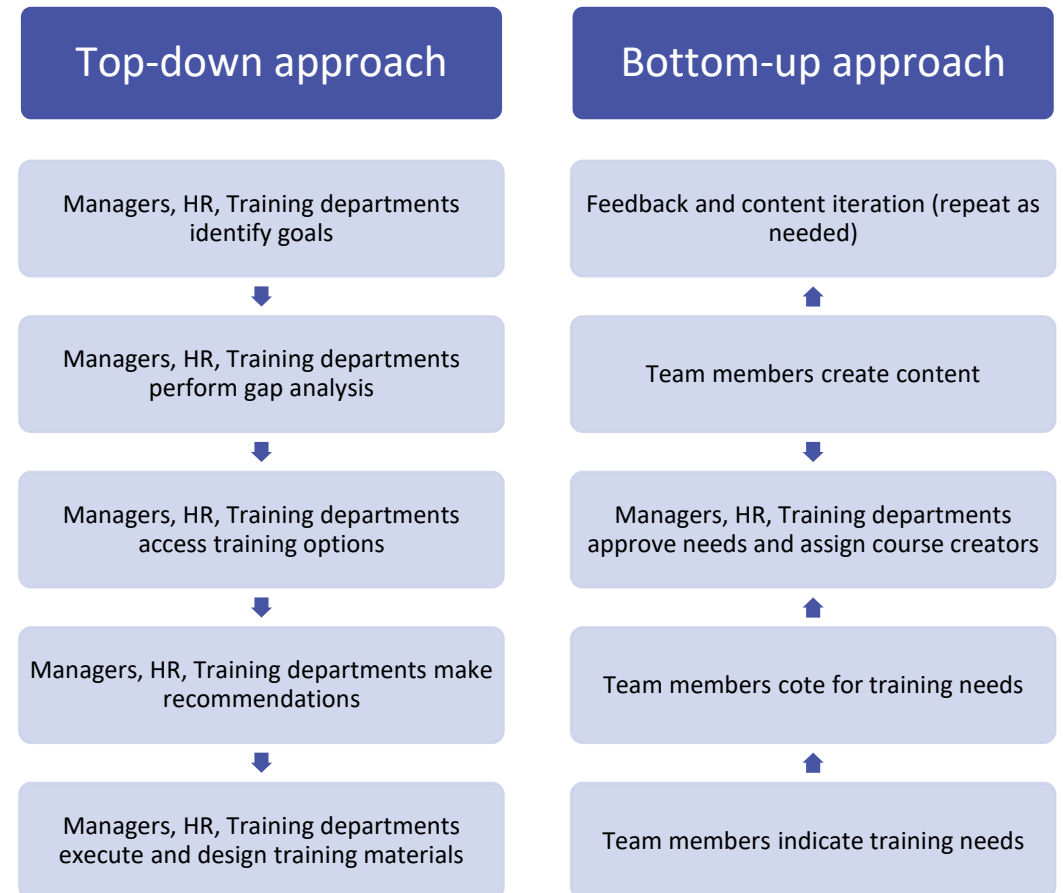 Top-down approach
Managers, HR, Training departments
identify goals
Managers, HR, Training departments
perform gap analysis
Managers, HR, Training departments
access training options
Managers, HR, Training departments make
recommendations
Managers, HR, Training departments
execute and design training materials
Bottom-up approach
Feedback and content iteration (repeat as
needed)
Team members create content
Managers, HR, Training departments
approve needs and assign course creators
Team members cote for training needs
Team members indicate training needs